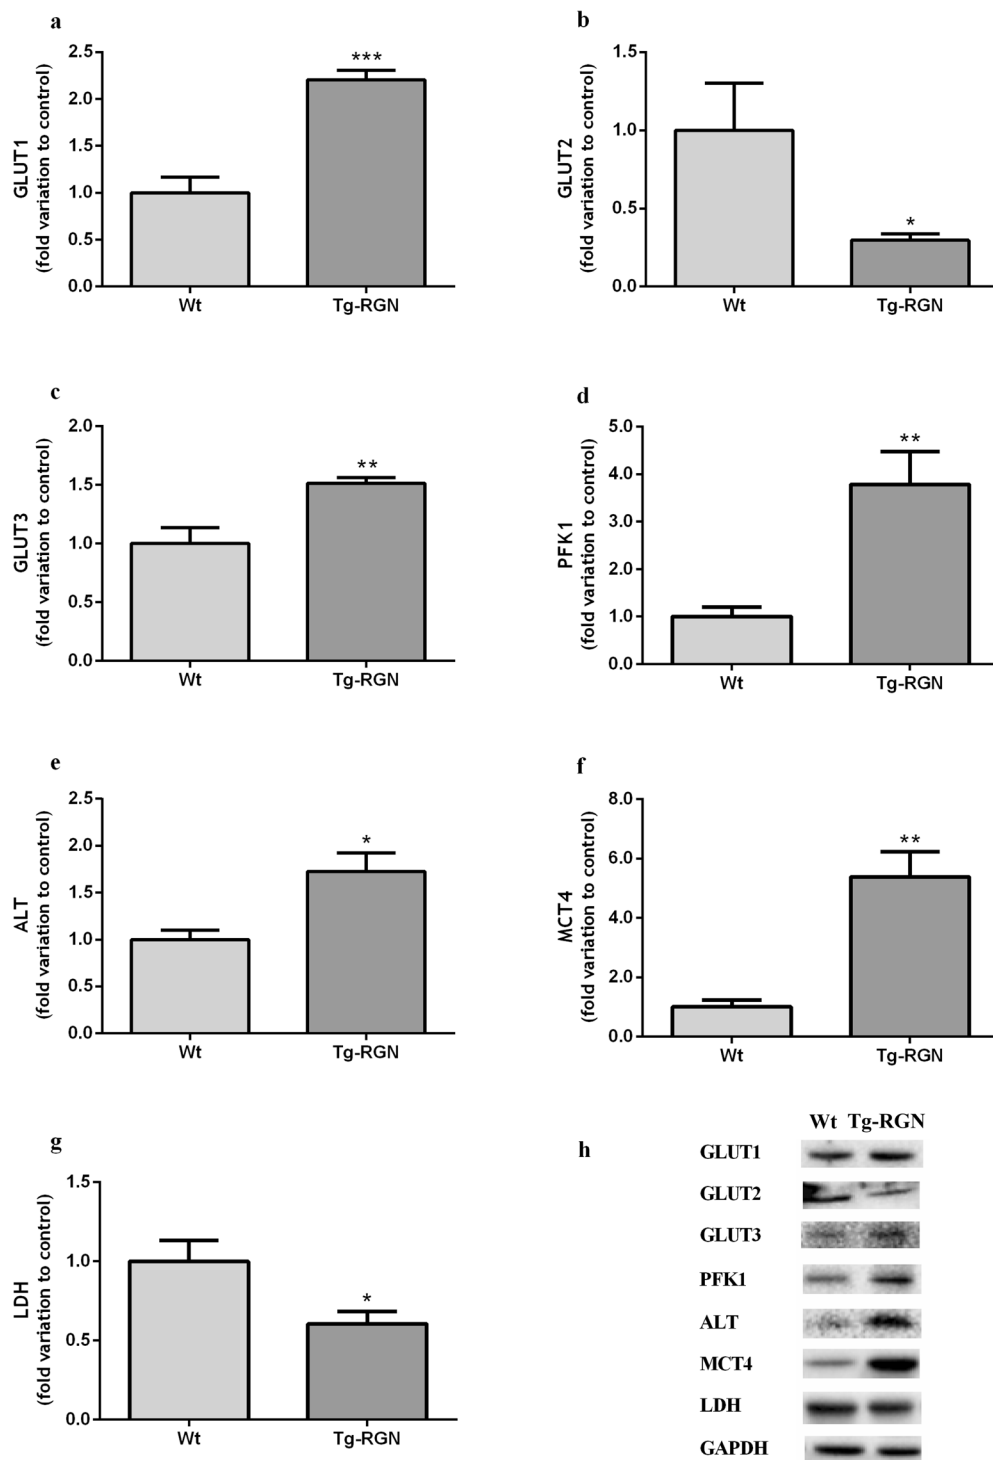 a
GLUT1
(fold variation to control)
2.5
2.0
1.5
1.0
0.5
0.0
***
Wt
Tg-RGN
b
GLUT2
(fold variation to control)
1.5
1.0
0.5
0.0
*
Wt
Tg-RGN
c
GLUT3
(fold variation to control)
2.0
1.5
1.0
0.5
0.0
**
Wt
Tg-RGN
d
PFK1
(fold variation to control)
5.0
4.0
3.0
2.0
1.0
0.0
**
Wt
Tg-RGN
e
ALT
(fold variation to control)
2.5
2.0
1.5
1.0
0.5
0.0
*
Wt
Tg-RGN
f
MCT4
(fold variation to control)
8.0
6.0
4.0
2.0
0.0
**
Wt
Tg-RGN
g
LDH
(fold variation to control)
1.5
1.0
0.5
0.0
*
Wt
Tg-RGN
h
Wt Tg-RGN
GLUT1
GLUT2
GLUT3
PFK1
ALT
MCT4
LDH
GAPDH